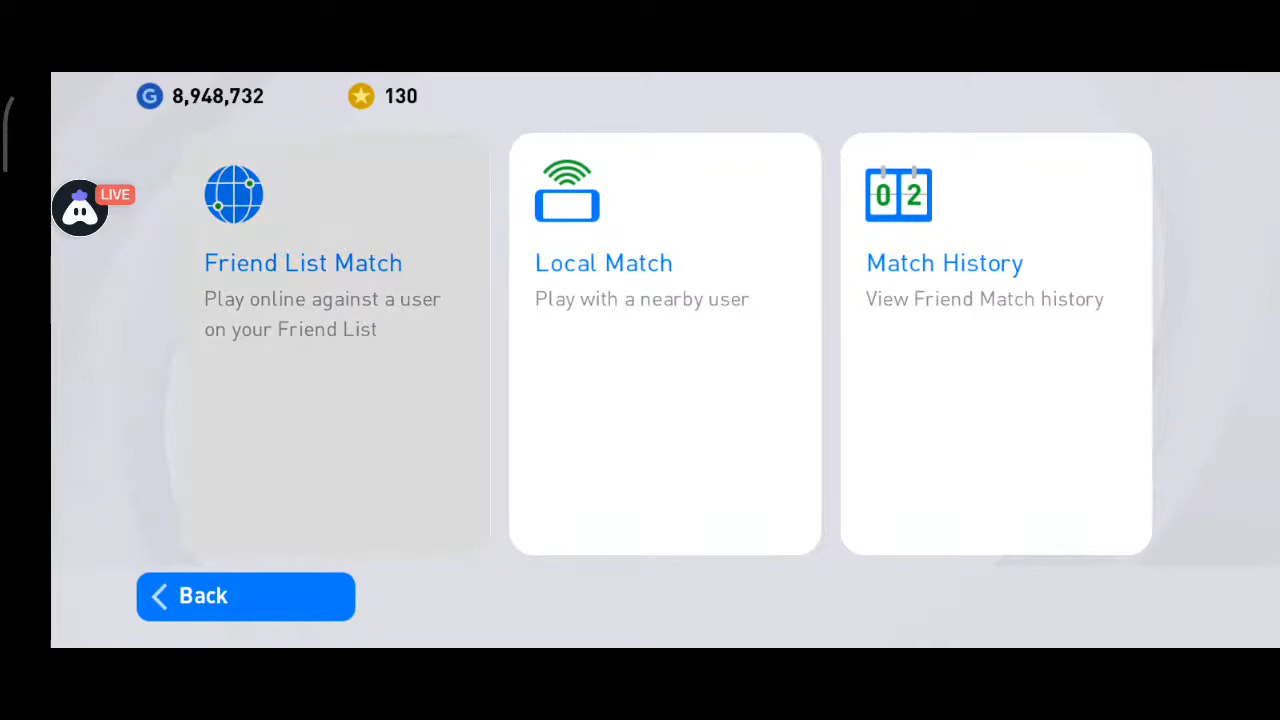 G 8,948,732 130
LIVE
Friend List Match
Play online against a user
on your Friend List
Local Match
Play with a nearby user
02
Match History
View Friend Match history
Back